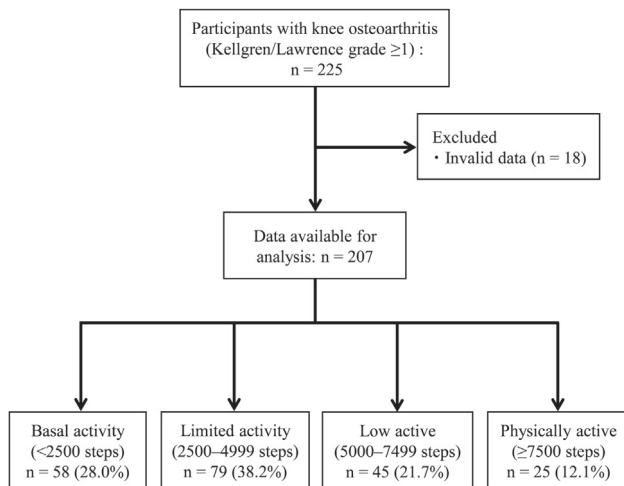 Participants with knee osteoarthritis
(Kellgren/Lawrence grade ≥1) :
n = 225
Excluded
・Invalid data (n = 18)
Data available for
analysis: n = 207
Basal activity
(<2500 steps)
n = 58 (28.0%)
Limited activity
(2500–4999 steps)
n = 79 (38.2%)
Low active
(5000–7499 steps)
n = 45 (21.7%)
Physically active
(≥7500 steps)
n = 25 (12.1%)